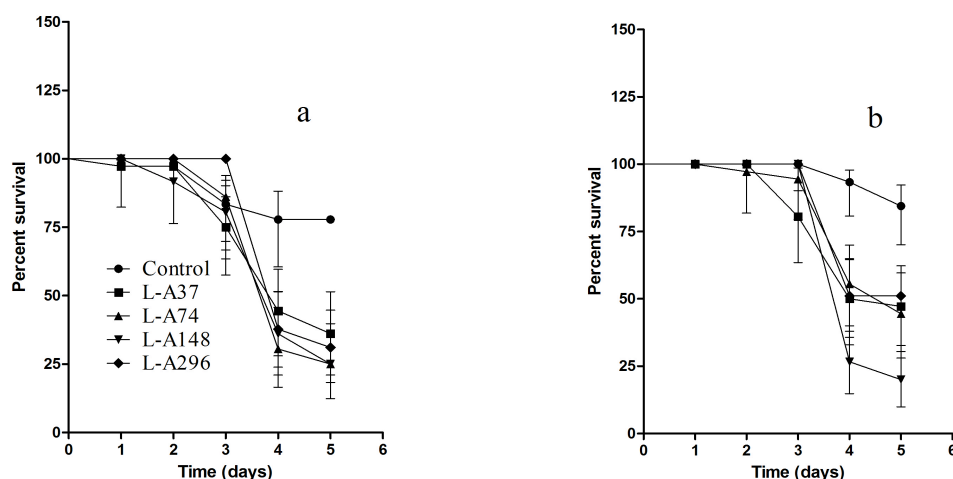 150
125
100
75
50
25
0
Percent survival
a
Control
L-A37
L-A74
L-A148
L-A296
0 1 2 3 4 5 6
Time (days)
150
125
100
75
50
25
0
Percent survival
b
0 1 2 3 4 5 6
Time (days)